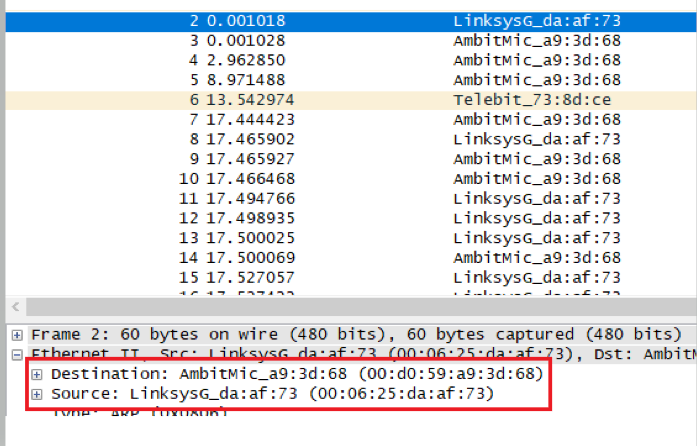 2 0.001018 LinksysG_da:af:73
3 0.001028 AmbitMic_a9:3d:68
4 2.962850 AmbitMic_a9:3d:68
5 8.971488 AmbitMic_a9:3d:68
6 13.542974 Telebit_73:8d:ce
7 17.444423 AmbitMic_a9:3d:68
8 17.465902 LinksysG_da:af:73
9 17.465927 AmbitMic_a9:3d:68
10 17.466468 AmbitMic_a9:3d:68
11 17.494766 LinksysG_da:af:73
12 17.498935 LinksysG_da:af:73
13 17.500025 LinksysG_da:af:73
14 17.500069 AmbitMic_a9:3d:68
15 17.527057 LinksysG_da:af:73
Frame 2: 60 bytes on wire (480 bits), 60 bytes captured (480 bits)
Ethernet II, Src: LinksysG_da:af:73 (00:06:25:da:af:73), Dst: AmbitM
Destination: AmbitMic_a9:3d:68 (00:d0:59:a9:3d:68)
Source: LinksysG_da:af:73 (00:06:25:da:af:73)
Type: ARP (0x0806)